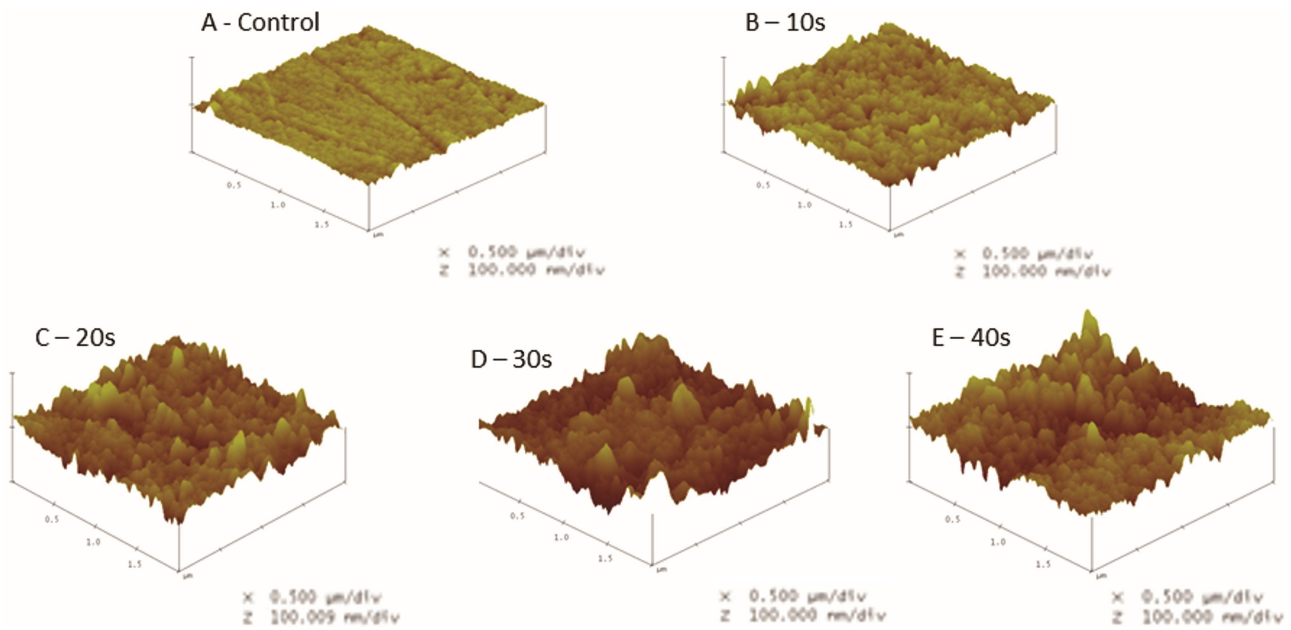 A - Control
0.5
1.0
1.5
µm
X 0.500 µm/div
Z 100.000 nm/div
B – 10s
0.5
1.0
1.5
µm
X 0.500 µm/div
Z 100.000 nm/div
C – 20s
0.5
1.0
1.5
µm
X 0.500 µm/div
Z 100.009 nm/div
D – 30s
0.5
1.0
1.5
µm
X 0.500 µm/div
Z 100.000 nm/div
E – 40s
0.5
1.0
1.5
µm
X 0.500 µm/div
Z 100.000 nm/div